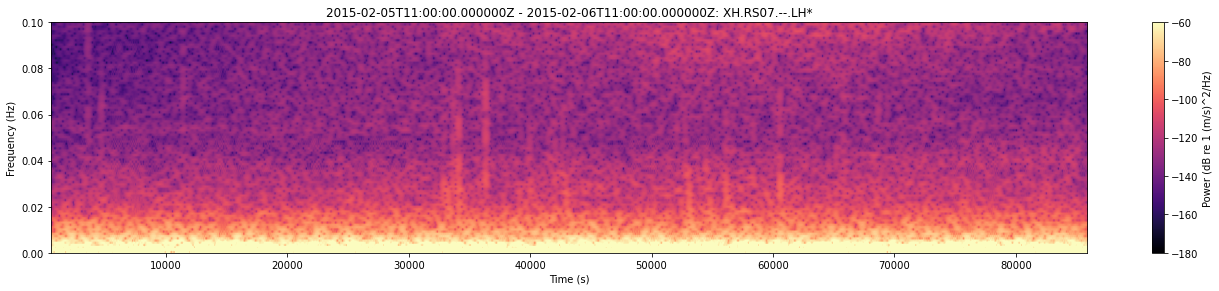 2015-02-05T11:00:00.000000Z - 2015-02-06T11:00:00.000000Z: XH.RS07.--.LH*
0.10
0.08
0.06
0.04
0.02
0.00
Frequency (Hz)
10000 20000 30000 40000 50000 60000 70000 80000
Time (s)
−60
−80
−100
−120
−140
−160
−180
Power (dB re 1 (m/s)^2/Hz)